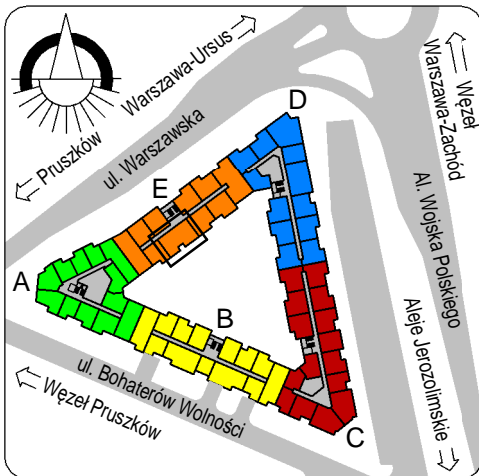 Warszawa-Ursus
Pruszków
ul. Warszawska
Węzeł
Warszawa-Zachód
Al. Wojska Polskiego
Aleje Jerozolimskie
D
E
A
B
C
ul. Bohaterów Wolności
Węzeł Pruszków